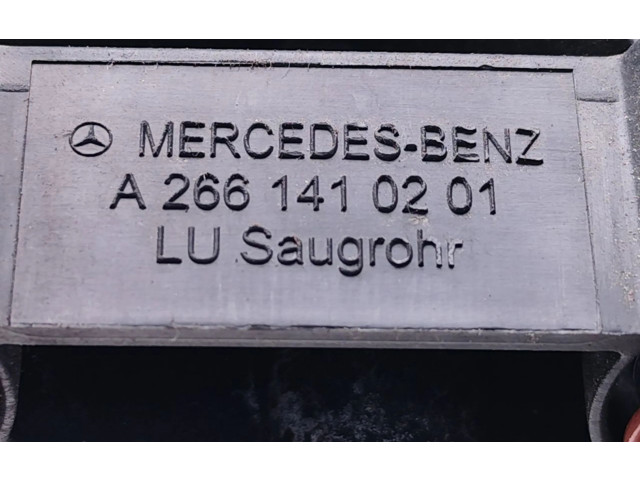 MERCEDES-BENZ
A 266 141 02 01
LU Saugrohr